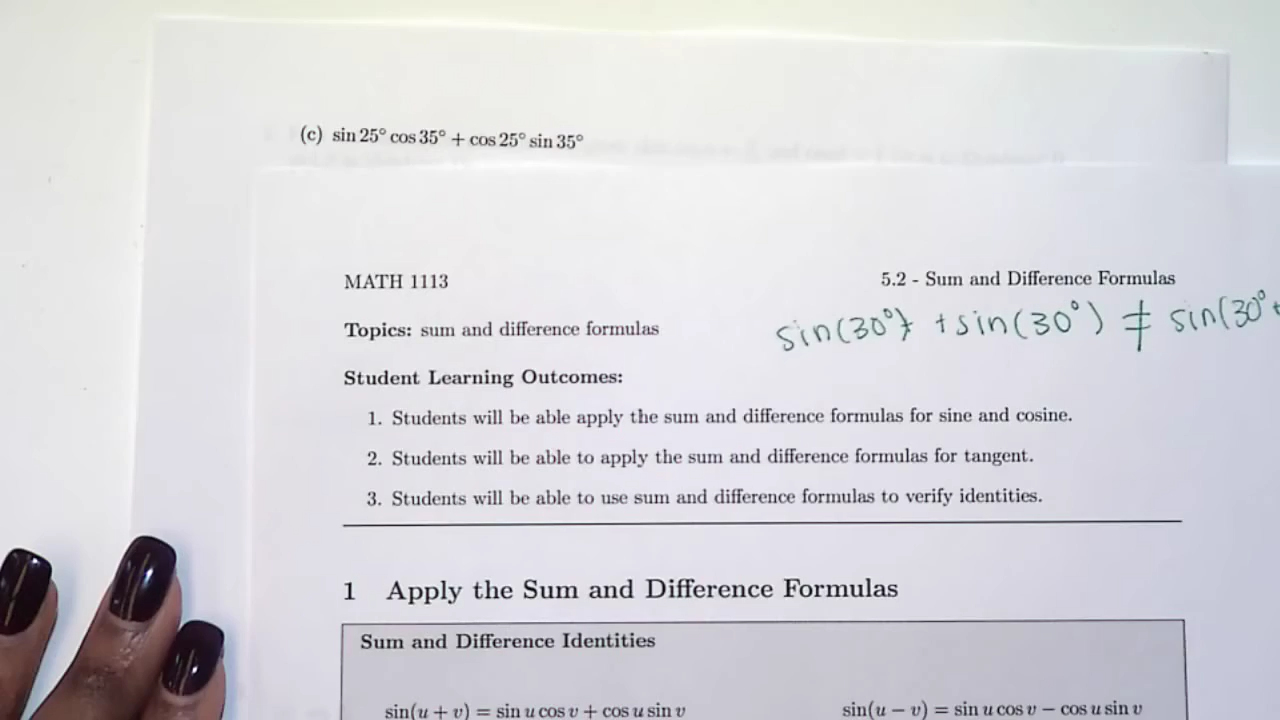 (c) sin 25° cos 35° + cos 25° sin 35°
MATH 1113
5.2 - Sum and Difference Formulas
Topics: sum and difference formulas
sin(30°) + sin(30°) ≠ sin(30°+
Student Learning Outcomes:
1. Students will be able apply the sum and difference formulas for sine and cosine.
2. Students will be able to apply the sum and difference formulas for tangent.
3. Students will be able to use sum and difference formulas to verify identities.
1 Apply the Sum and Difference Formulas
Sum and Difference Identities
sin(u + v) = sin u cos v + cos u sin v
sin(u − v) = sin u cos v − cos u sin v